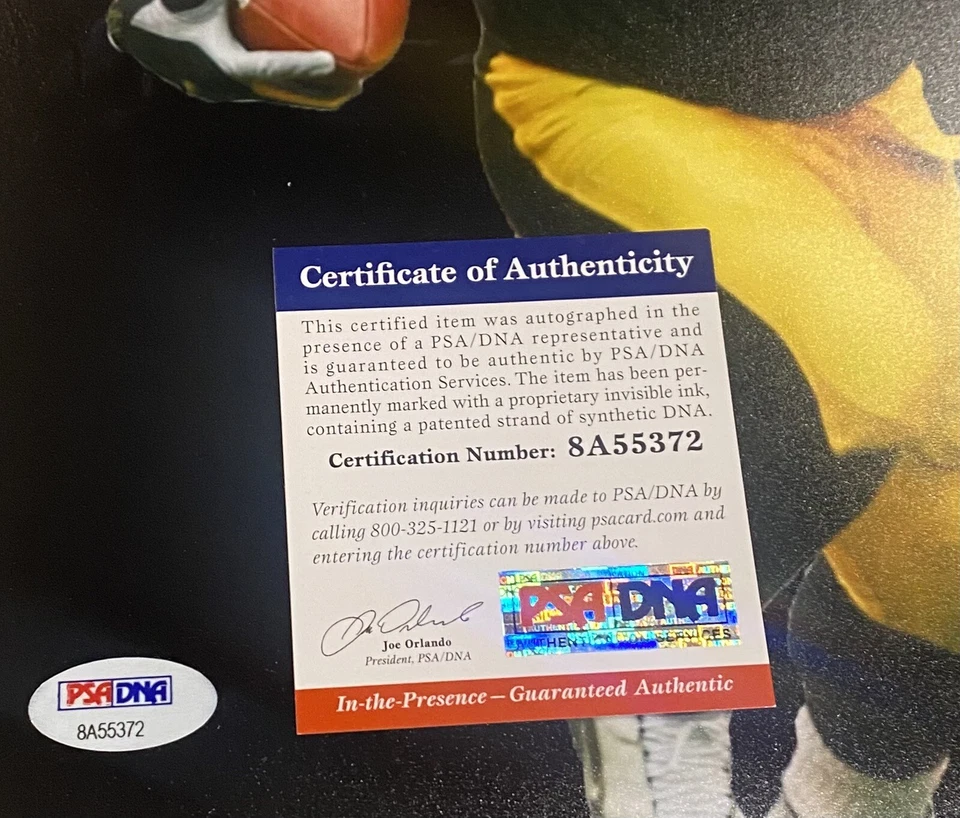 Certificate of Authenticity
This certified item was autographed in the
presence of a PSA/DNA representative and
is guaranteed to be authentic by PSA/DNA
Authentication Services. The item has been per-
manently marked with a proprietary invisible ink,
containing a patented strand of synthetic DNA.
Certification Number: 8A55372
Verification inquiries can be made to PSA/DNA by
calling 800-325-1121 or by visiting psacard.com and
entering the certification number above.
Joe Orlando
President, PSA/DNA
PSA DNA
AUTHENTICATION SERVICES
In-the-Presence — Guaranteed Authentic
PSA DNA
8A55372